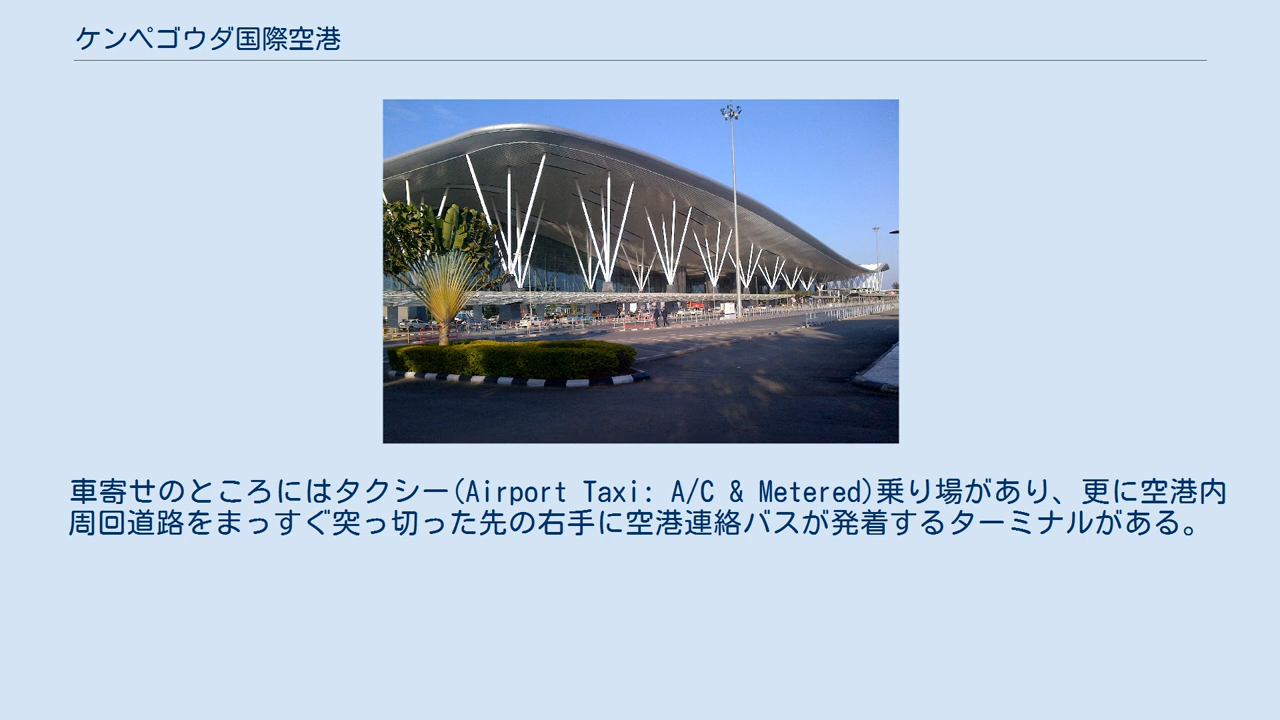 ケンペゴウダ国際空港
車寄せのところにはタクシー(Airport Taxi: A/C & Metered)乗り場があり、更に空港内
周回道路をまっすぐ突っ切った先の右手に空港連絡バスが発着するターミナルがある。